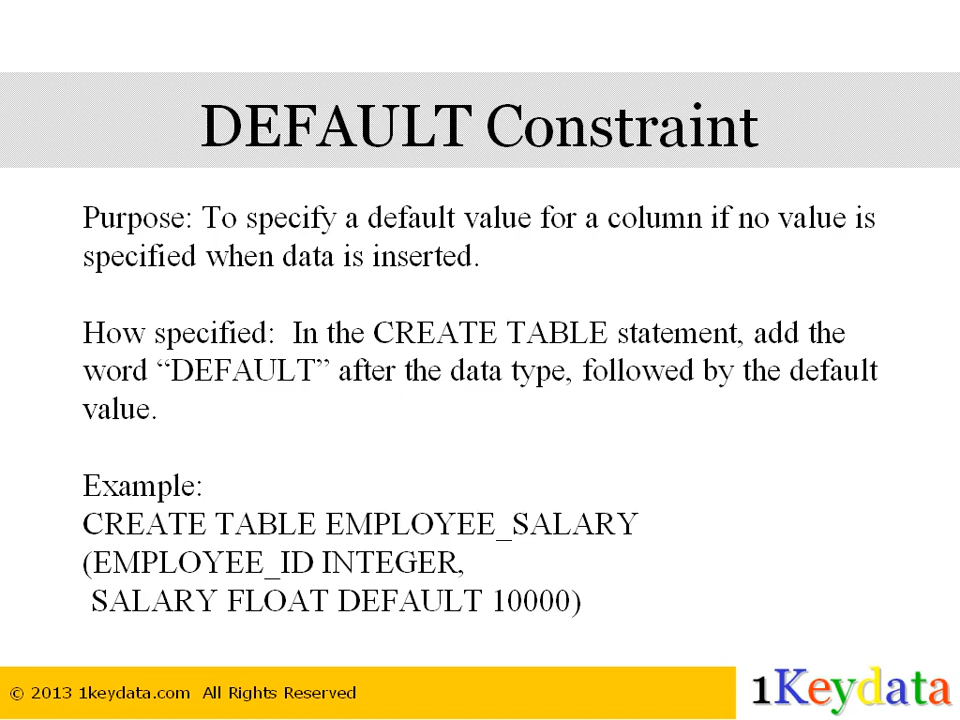 DEFAULT Constraint
Purpose: To specify a default value for a column if no value is
specified when data is inserted.
How specified:  In the CREATE TABLE statement, add the
word “DEFAULT” after the data type, followed by the default
value.
Example:
CREATE TABLE EMPLOYEE_SALARY
(EMPLOYEE_ID INTEGER,
SALARY FLOAT DEFAULT 10000)
© 2013 1keydata.com  All Rights Reserved
1Keydata